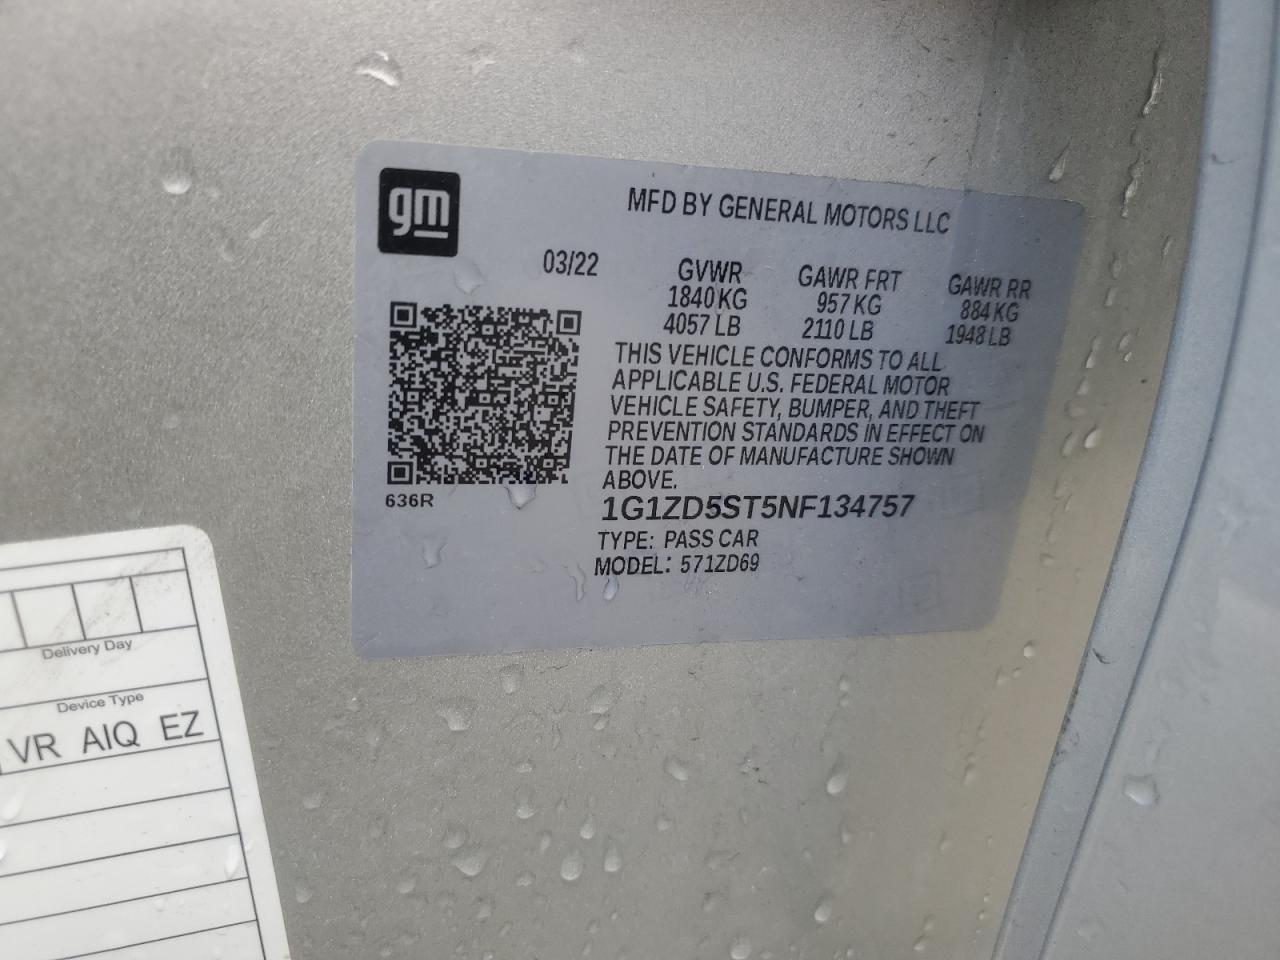 gm
MFD BY GENERAL MOTORS LLC
03/22
GVWR GAWR FRT GAWR RR
1840 KG 957 KG 884 KG
4057 LB 2110 LB 1948 LB
THIS VEHICLE CONFORMS TO ALL
APPLICABLE U.S. FEDERAL MOTOR
VEHICLE SAFETY, BUMPER, AND THEFT
PREVENTION STANDARDS IN EFFECT ON
THE DATE OF MANUFACTURE SHOWN
ABOVE.
636R
1G1ZD5ST5NF134757
TYPE: PASS CAR
MODEL: 571ZD69
Delivery Day
Device Type
VR AIQ EZ